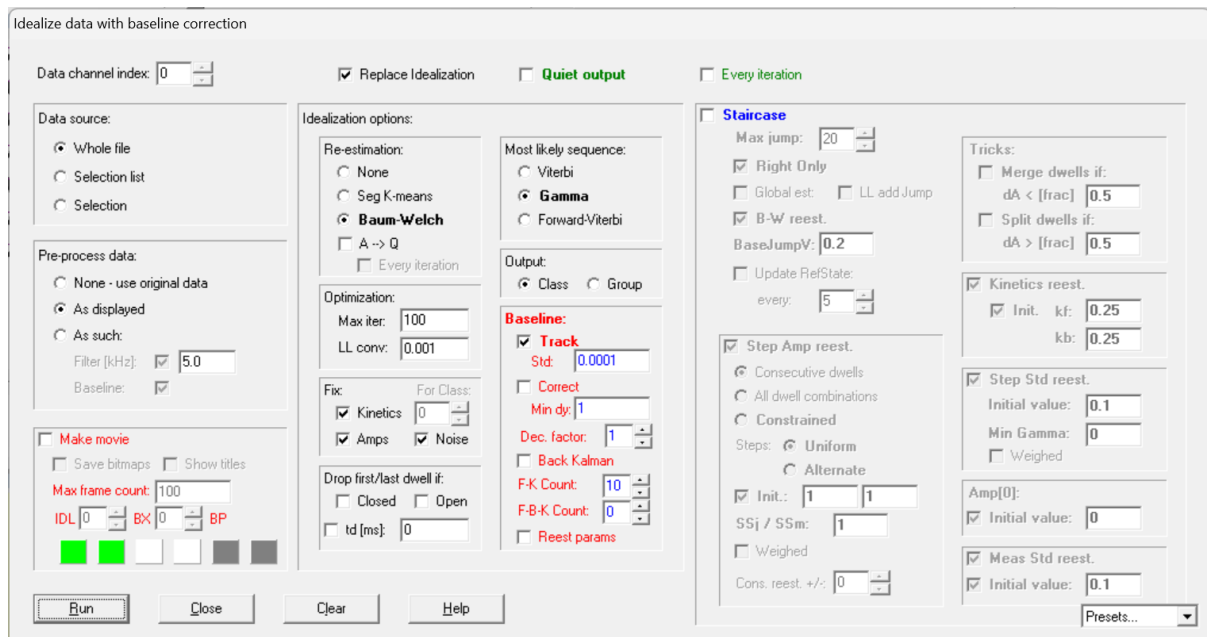 Idealize data with baseline correction
Data channel index: 0
Replace Idealization
Quiet output
Every iteration
Data source:
Whole file
Selection list
Selection
Pre-process data:
None - use original data
As displayed
As such:
Filter [kHz]: 5.0
Baseline:
Make movie
Save bitmaps Show titles
Max frame count: 100
IDL 0 BX 0 BP
Idealization options:
Re-estimation:
None
Seg K-means
Baum-Welch
A --> Q
Every iteration
Optimization:
Max iter: 100
LL conv: 0.001
Fix: For Class:
Kinetics 0
Amps Noise
Drop first/last dwell if:
Closed Open
td [ms]: 0
Most likely sequence:
Viterbi
Gamma
Forward-Viterbi
Output:
Class Group
Baseline:
Track
Std: 0.0001
Correct
Min dy: 1
Dec. factor: 1
Back Kalman
F-K Count: 10
F-B-K Count: 0
Reest params
Staircase
Max jump: 20
Right Only
Global est: LL add Jump
B-W reest.
BaseJumpV: 0.2
Update RefState:
every: 5
Step Amp reest.
Consecutive dwells
All dwell combinations
Constrained
Steps: Uniform
Alternate
Init.: 1 1
SSj / SSm: 1
Weighed
Cons. reest. +/-: 0
Tricks:
Merge dwells if:
dA < [frac] 0.5
Split dwells if:
dA > [frac] 0.5
Kinetics reest.
Init. kf: 0.25
kb: 0.25
Step Std reest.
Initial value: 0.1
Min Gamma: 0
Weighed
Amp[0]:
Initial value: 0
Meas Std reest.
Initial value: 0.1
Presets...
Run Close Clear Help